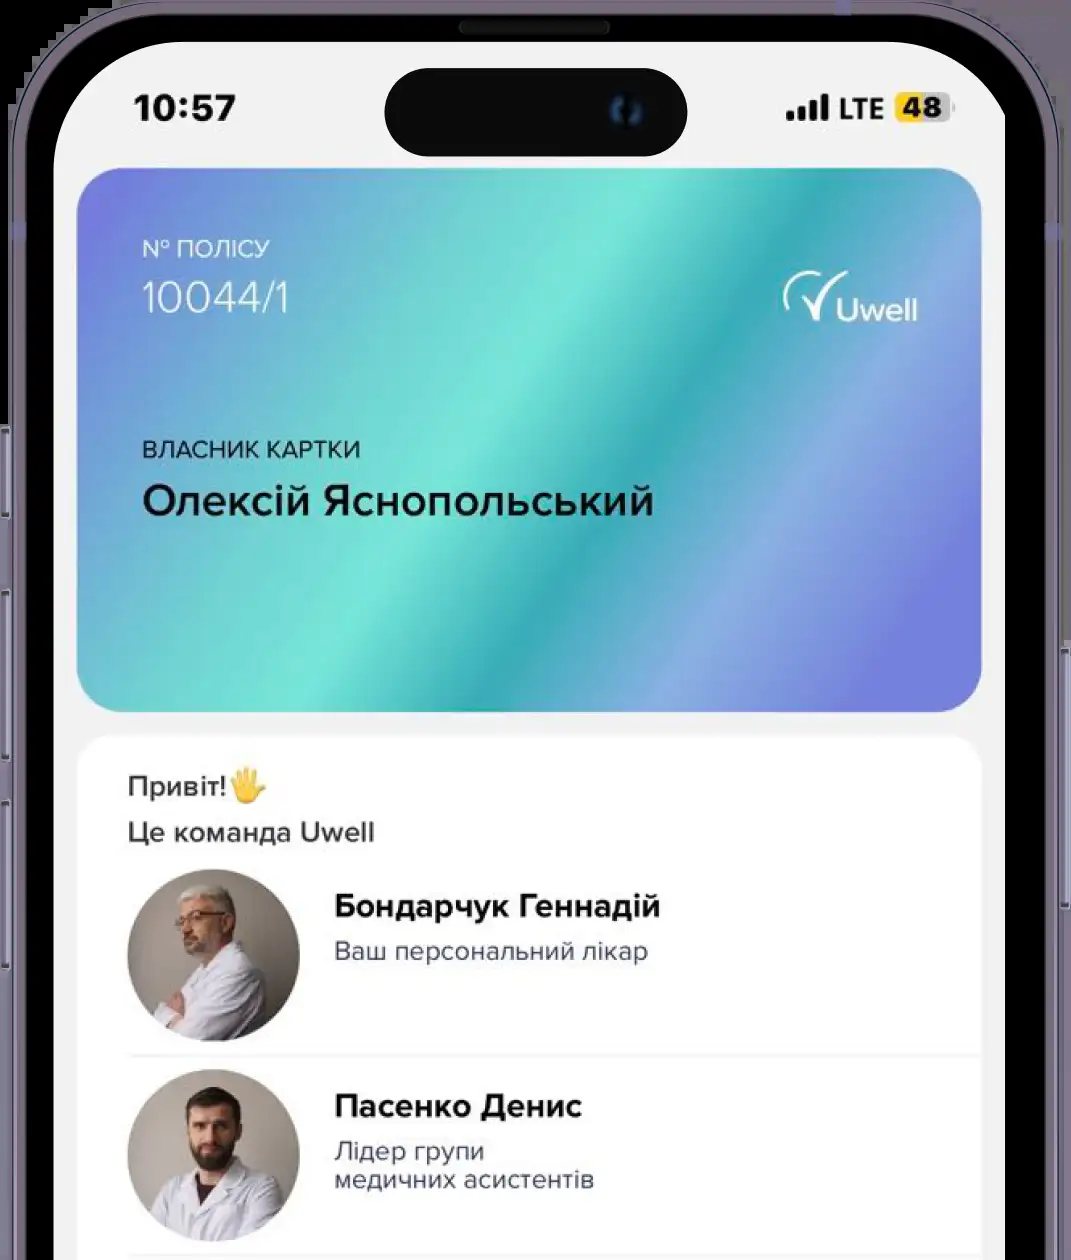 10:57
LTE 48
Nº ПОЛІСУ
10044/1
Uwell
ВЛАСНИК КАРТКИ
Олексій Яснопольський
Привіт!🖐
Це команда Uwell
Бондарчук Геннадій
Ваш персональний лікар
Пасенко Денис
Лідер групи
медичних асистентів